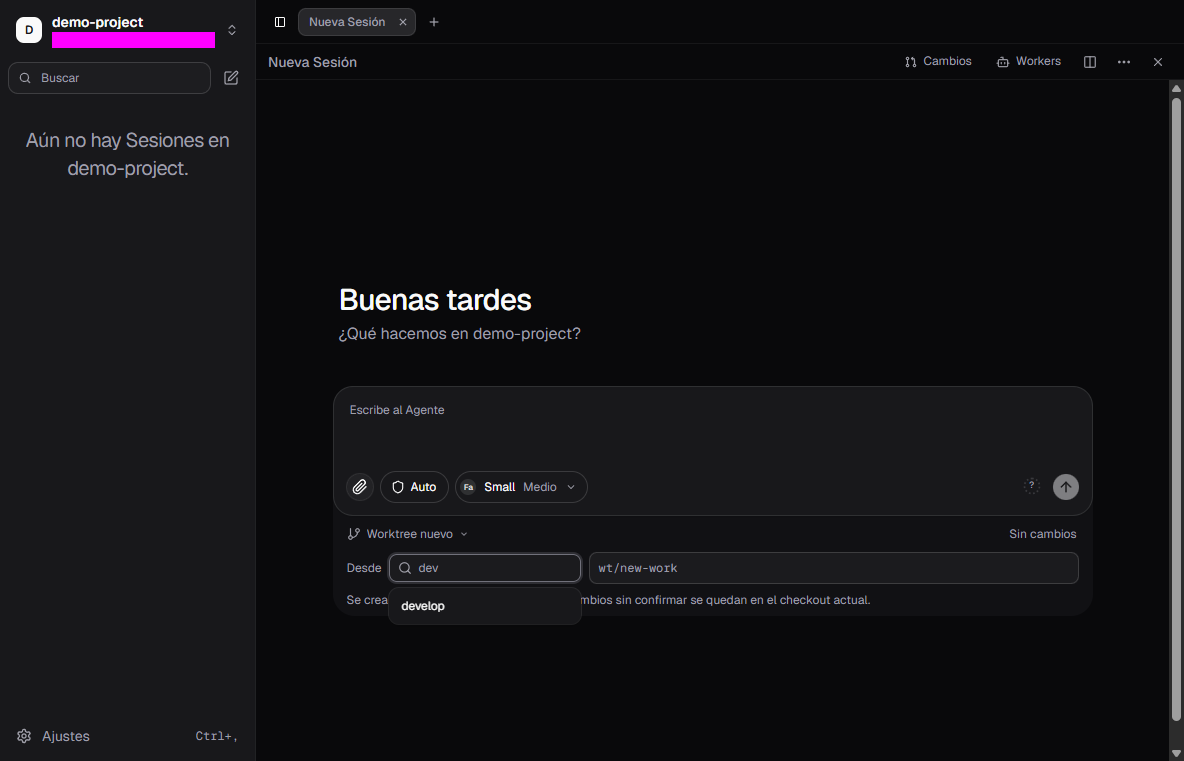 D
demo-project
Buscar
Aún no hay Sesiones en
demo-project.
Ajustes
Ctrl+,
Nueva Sesión
Nueva Sesión
Cambios
Workers
Buenas tardes
¿Qué hacemos en demo-project?
Escribe al Agente
Auto
Fa Small Medio
?
Worktree nuevo
Sin cambios
Desde
dev
wt/new-work
Se crea
mbios sin confirmar se quedan en el checkout actual.
develop